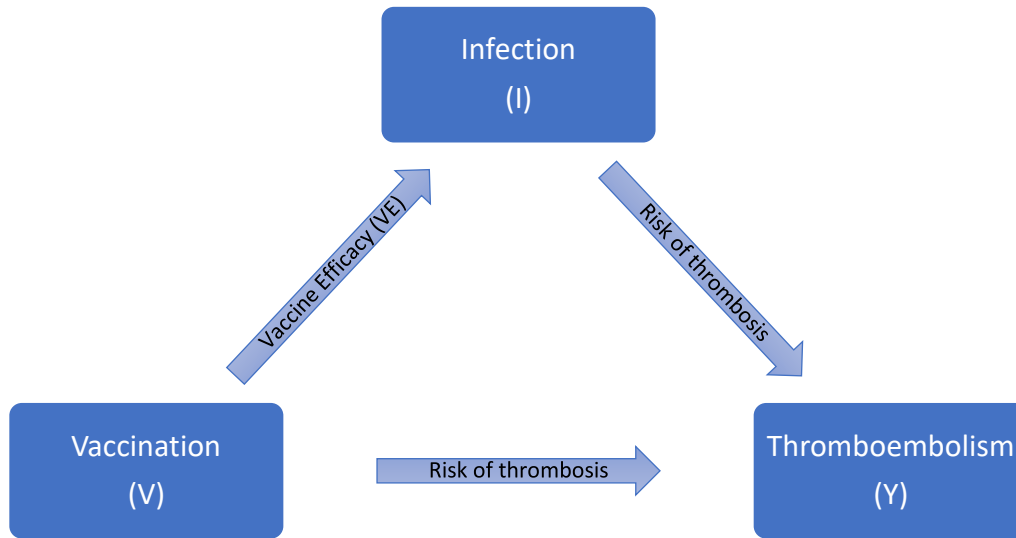 Infection
(I)
Vaccine Efficacy (VE)
Risk of thrombosis
Vaccination
(V)
Risk of thrombosis
Thromboembolism
(Y)